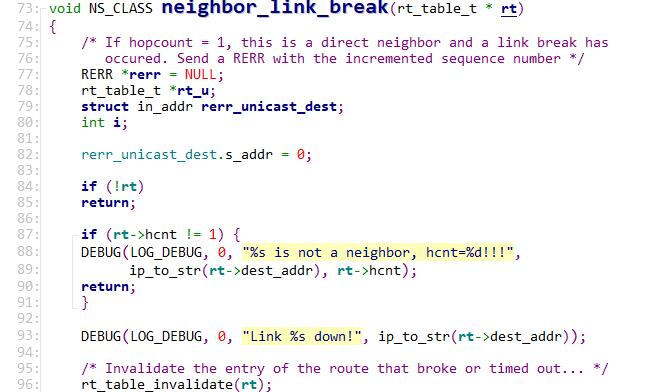 73: void NS_CLASS neighbor_link_break(rt_table_t * rt)
74: {
75: /* If hopcount = 1, this is a direct neighbor and a link break has
76: occured. Send a RERR with the incremented sequence number */
77: RERR *rerr = NULL;
78: rt_table_t *rt_u;
79: struct in_addr rerr_unicast_dest;
80: int i;
81:
82: rerr_unicast_dest.s_addr = 0;
83:
84: if (!rt)
85: return;
86:
87: if (rt->hcnt != 1) {
88: DEBUG(LOG_DEBUG, 0, "%s is not a neighbor, hcnt=%d!!!",
89: ip_to_str(rt->dest_addr), rt->hcnt);
90: return;
91: }
92:
93: DEBUG(LOG_DEBUG, 0, "Link %s down!", ip_to_str(rt->dest_addr));
94:
95: /* Invalidate the entry of the route that broke or timed out... */
96: rt_table_invalidate(rt);